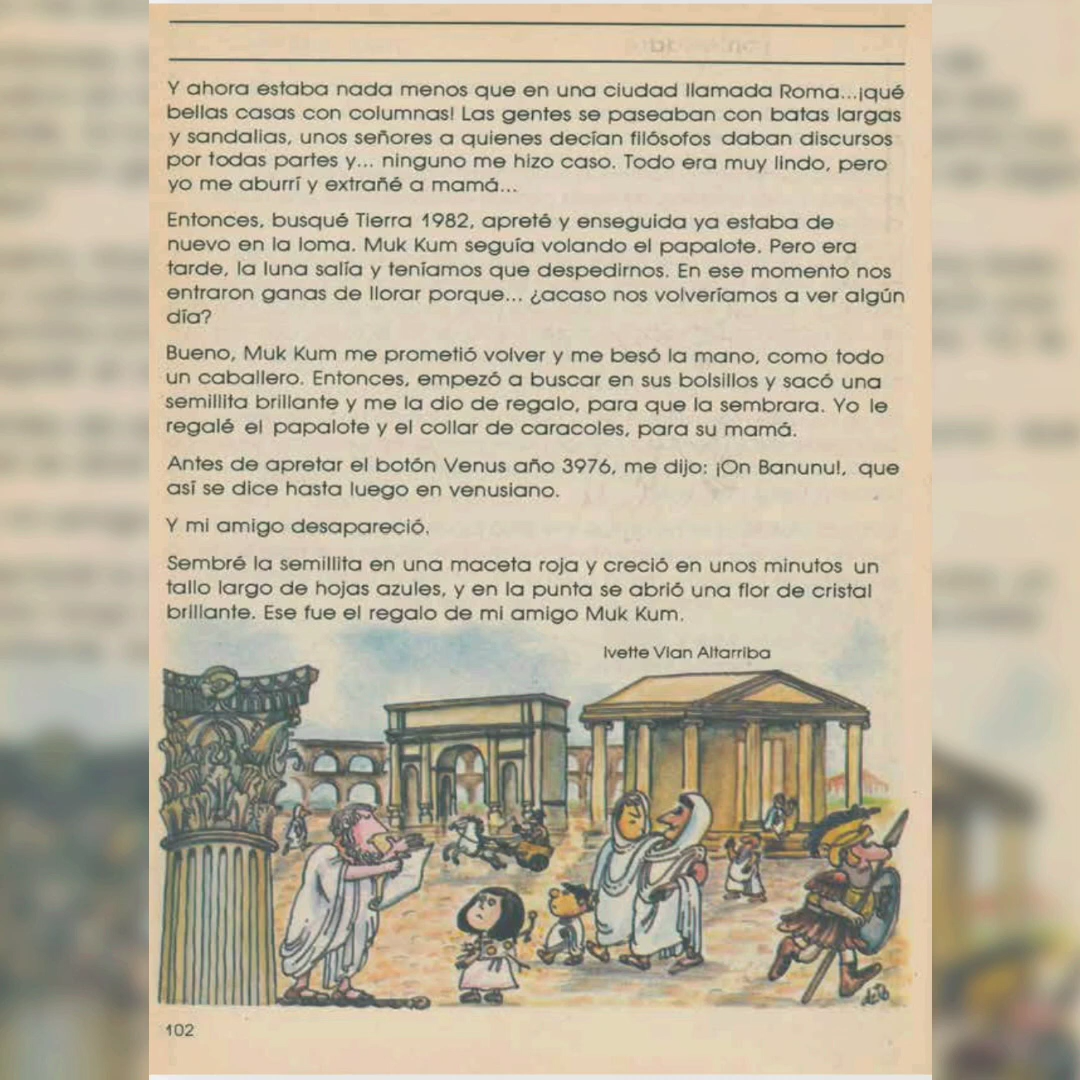 Y ahora estaba nada menos que en una ciudad llamada Roma...¡qué
bellas casas con columnas! Las gentes se paseaban con batas largas
y sandalias, unos señores a quienes decían filósofos daban discursos
por todas partes y... ninguno me hizo caso. Todo era muy lindo, pero
yo me aburrí y extrañé a mamá...
Entonces, busqué Tierra 1982, apreté y enseguida ya estaba de
nuevo en la loma. Muk Kum seguía volando el papalote. Pero era
tarde, la luna salía y teníamos que despedirnos. En ese momento nos
entraron ganas de llorar porque... ¿acaso nos volveríamos a ver algún
día?
Bueno, Muk Kum me prometió volver y me besó la mano, como todo
un caballero. Entonces, empezó a buscar en sus bolsillos y sacó una
semillita brillante y me la dio de regalo, para que la sembrara. Yo le
regalé el papalote y el collar de caracoles, para su mamá.
Antes de apretar el botón Venus año 3976, me dijo: ¡On Banunu!, que
así se dice hasta luego en venusiano.
Y mi amigo desapareció.
Sembré la semillita en una maceta roja y creció en unos minutos un
tallo largo de hojas azules, y en la punta se abrió una flor de cristal
brillante. Ese fue el regalo de mi amigo Muk Kum.
Ivette Vian Altarriba
102